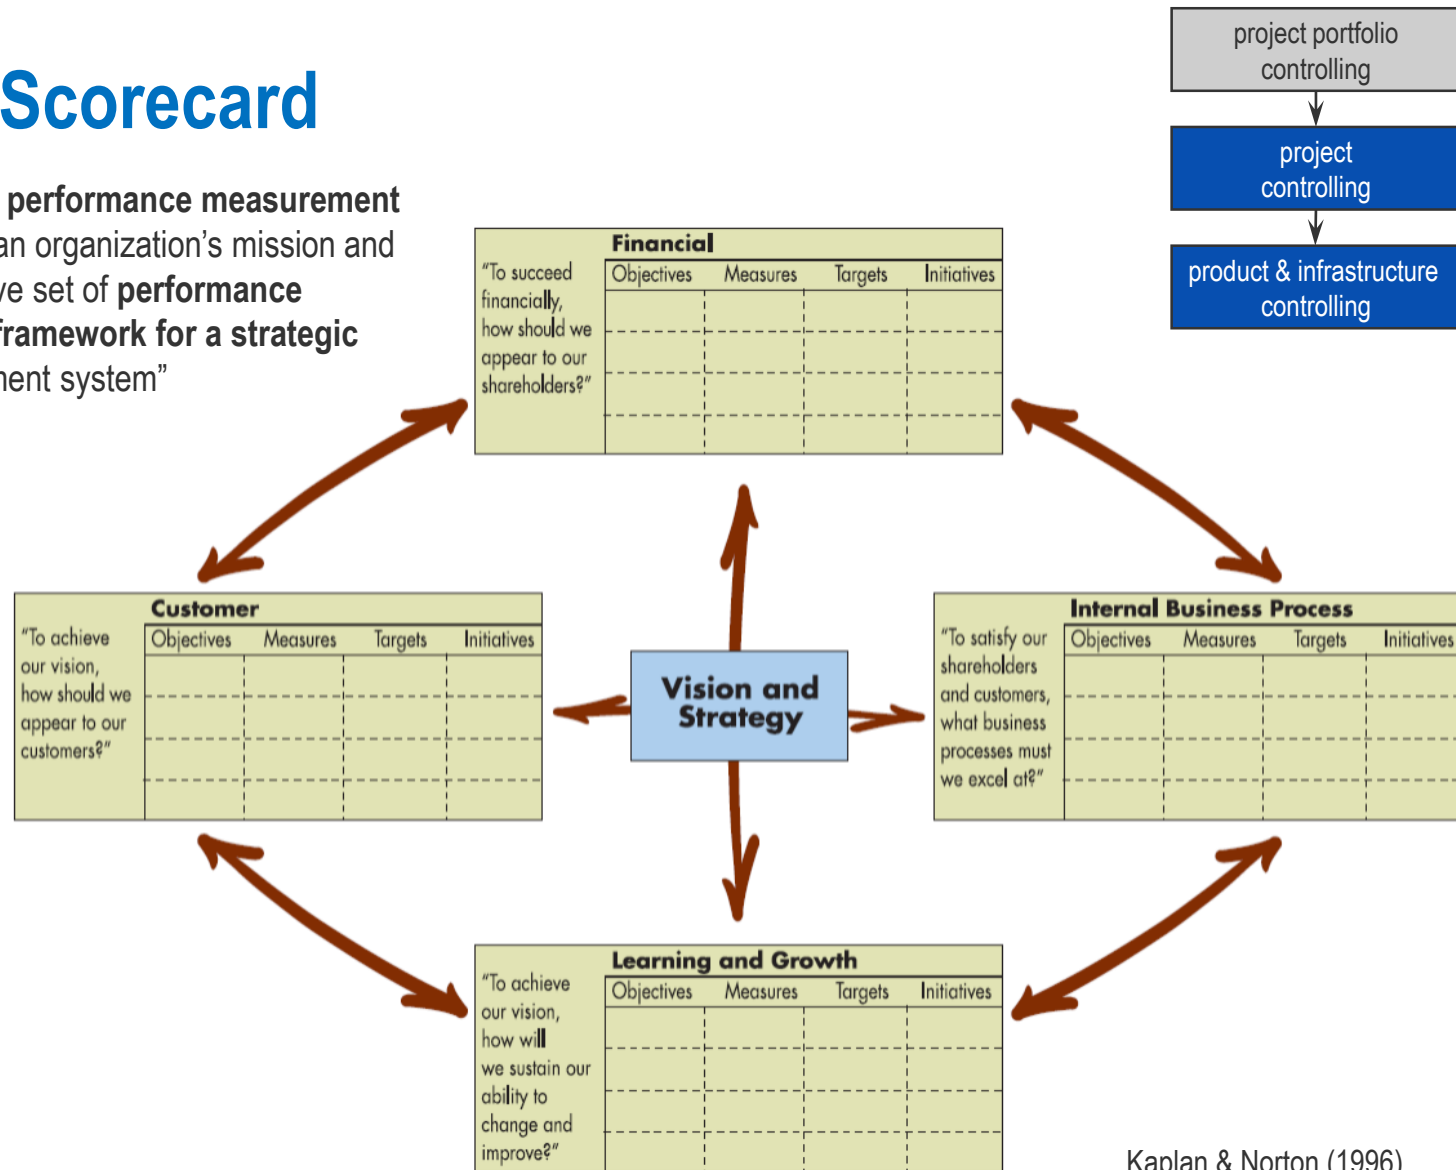 Scorecard
performance measurement
an organization’s mission and
ve set of performance
framework for a strategic
ment system”
project portfolio
controlling
project
controlling
product & infrastructure
controlling
Financial
“To succeed
financially,
how should we
appear to our
shareholders?”
Objectives Measures Targets Initiatives
Customer
“To achieve
our vision,
how should we
appear to our
customers?”
Objectives Measures Targets Initiatives
Vision and
Strategy
Internal Business Process
“To satisfy our
shareholders
and customers,
what business
processes must
we excel at?”
Objectives Measures Targets Initiatives
Learning and Growth
“To achieve
our vision,
how will
we sustain our
ability to
change and
improve?”
Objectives Measures Targets Initiatives
Kaplan & Norton (1996)